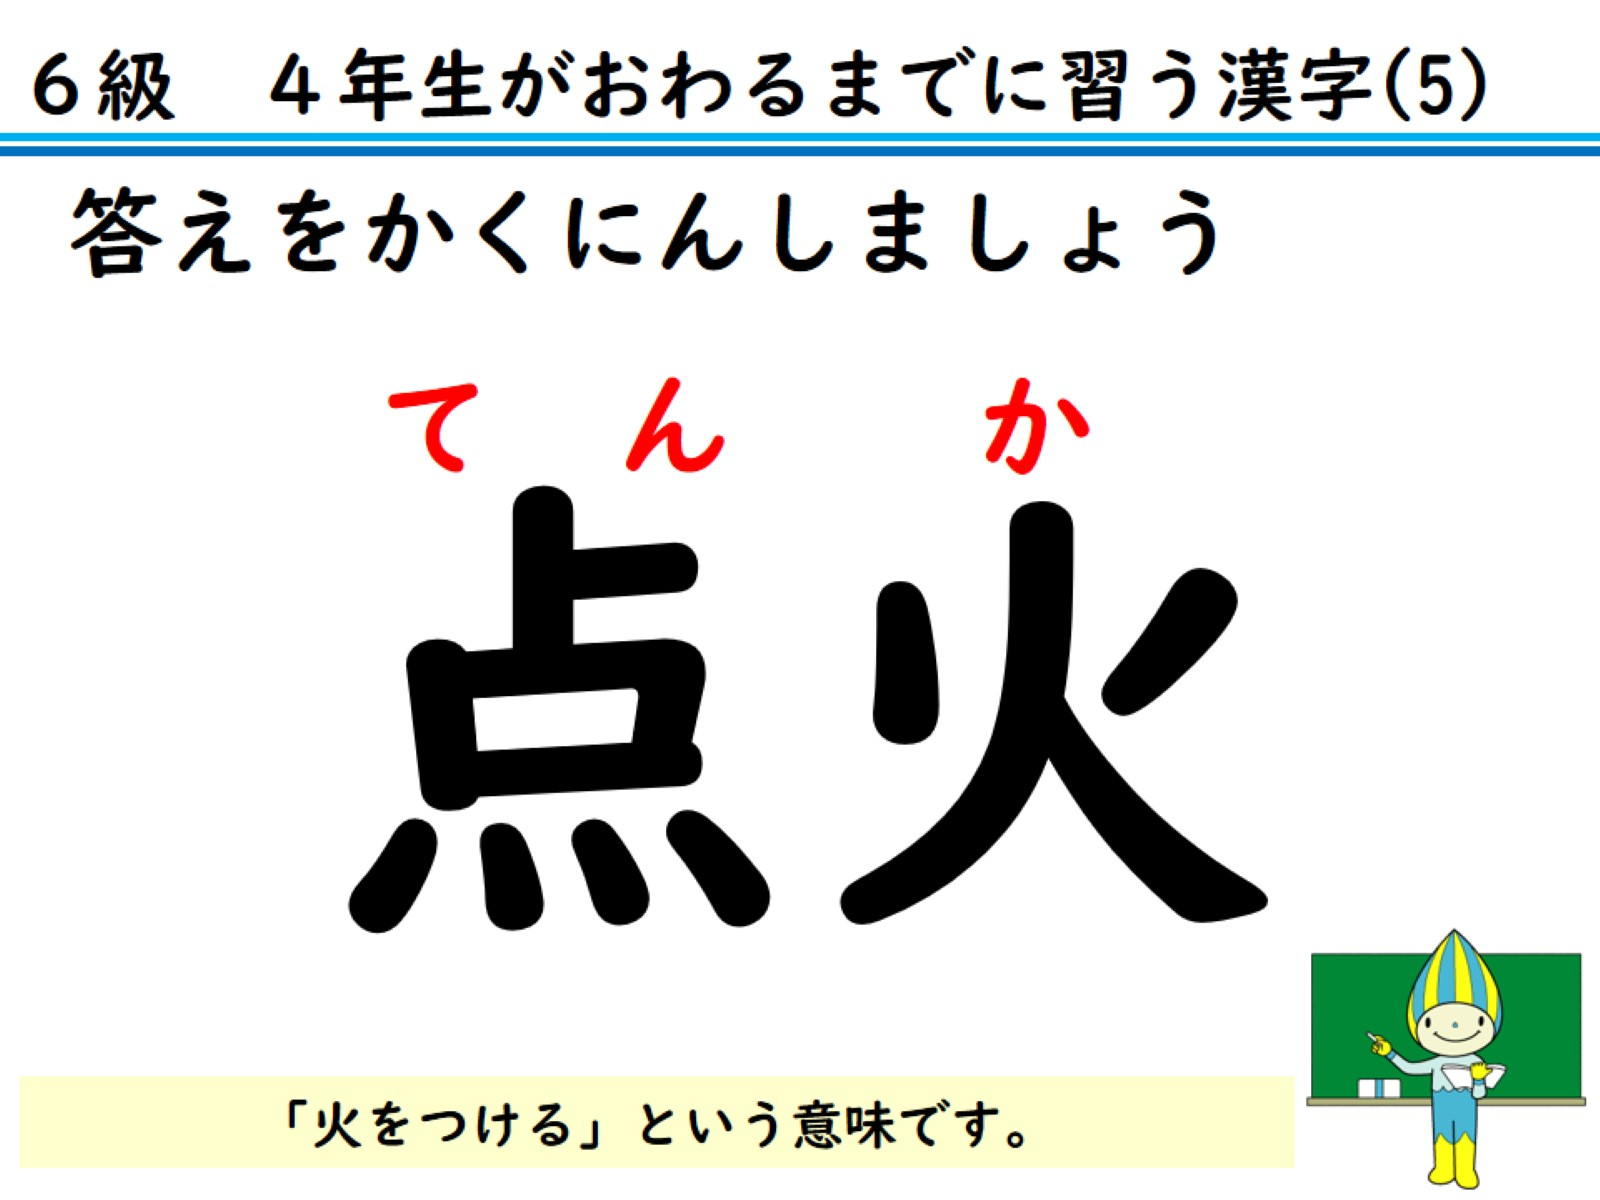 ６級　４年生がおわるまでに習う漢字(5)
答えをかくにんしましょう
てん　か
点火
「火をつける」という意味です。